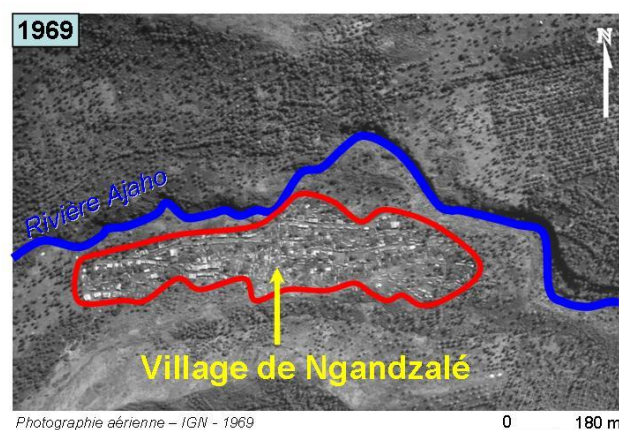 1969
N
Rivière Ajaho
Village de Ngandzalé
Photographie aérienne – IGN - 1969
0 180 m